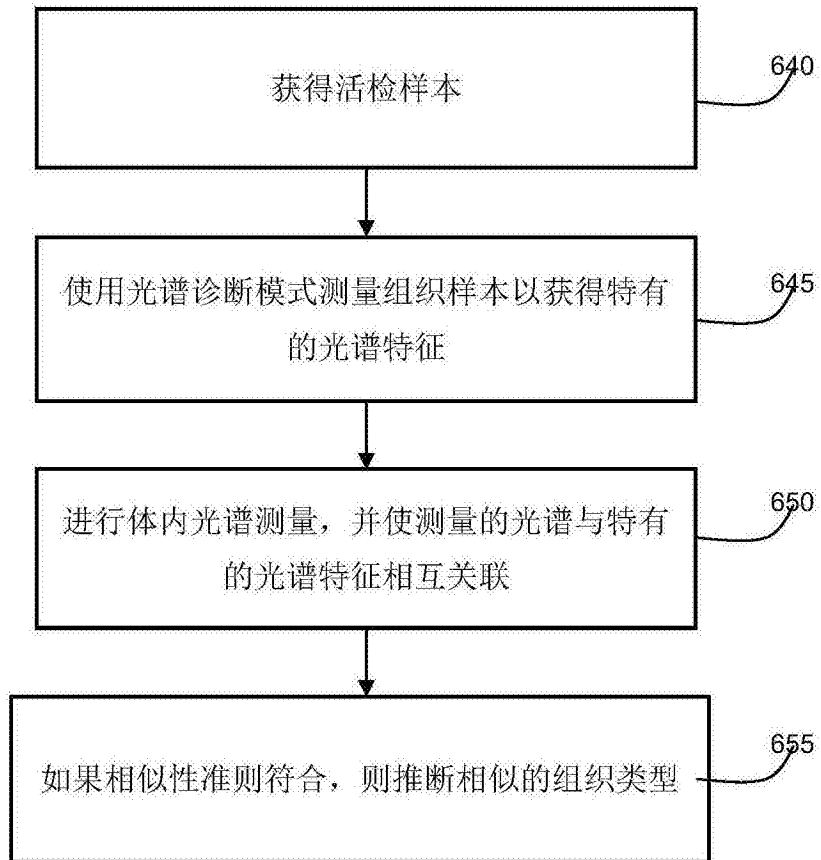 获得活检样本
640
使用光谱诊断模式测量组织样本以获得特有
的光谱特征
645
进行体内光谱测量，并使测量的光谱与特有
的光谱特征相互关联
650
如果相似性准则符合，则推断相似的组织类型
655